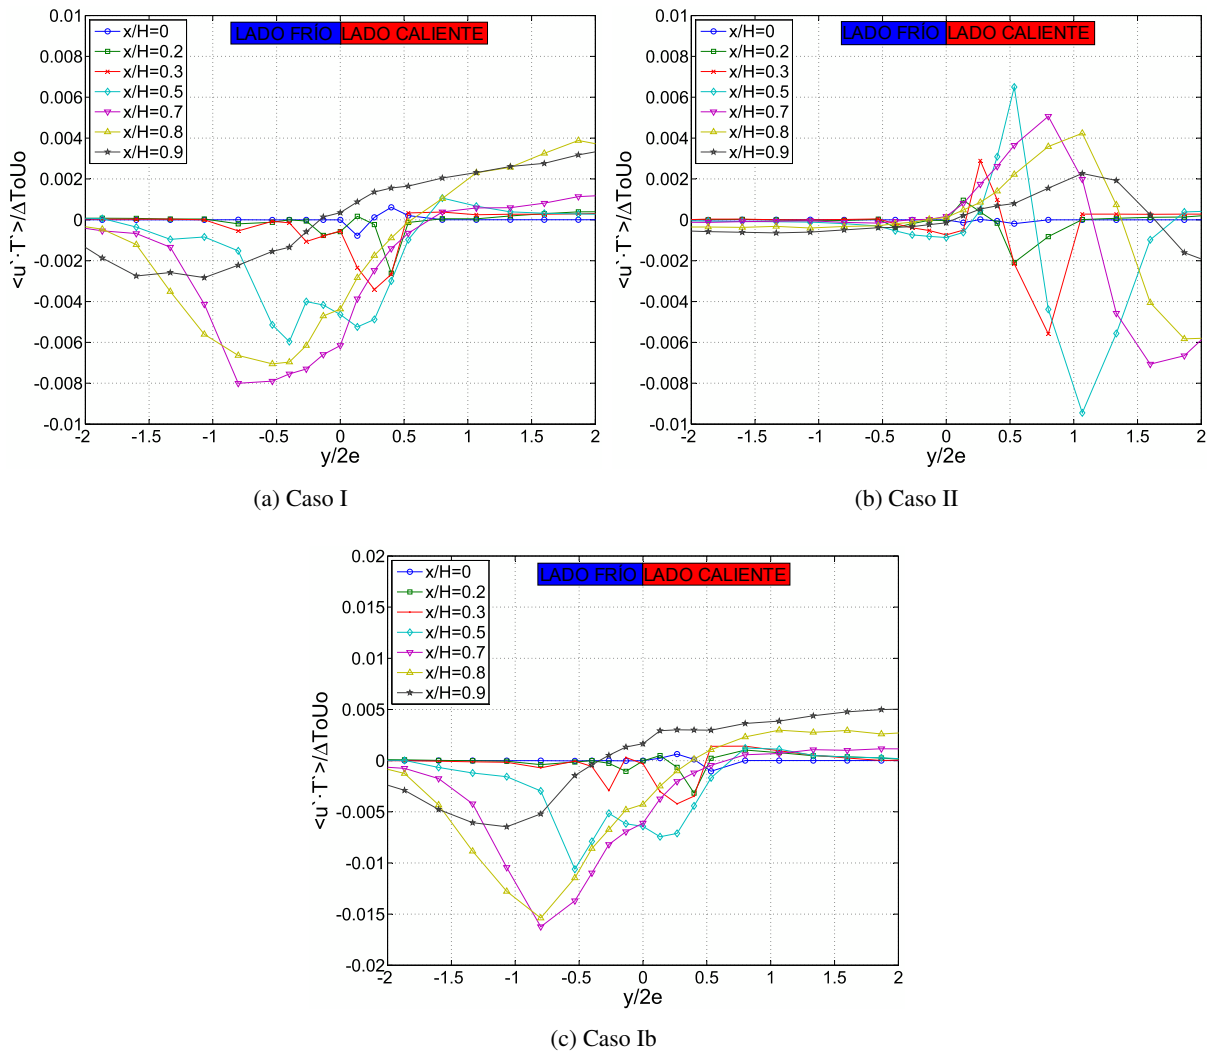 0.01
0.008
0.006
0.004
0.002
0
-0.002
-0.004
-0.006
-0.008
-0.01
<u`·T`>/ΔToUo
x/H=0
x/H=0.2
x/H=0.3
x/H=0.5
x/H=0.7
x/H=0.8
x/H=0.9
LADO FRÍO LADO CALIENTE
-2 -1.5 -1 -0.5 0 0.5 1 1.5 2
y/2e
(a) Caso I
0.01
0.008
0.006
0.004
0.002
0
-0.002
-0.004
-0.006
-0.008
-0.01
<u`·T`>/ΔToUo
x/H=0
x/H=0.2
x/H=0.3
x/H=0.5
x/H=0.7
x/H=0.8
x/H=0.9
LADO FRÍO LADO CALIENTE
-2 -1.5 -1 -0.5 0 0.5 1 1.5 2
y/2e
(b) Caso II
0.02
0.015
0.01
0.005
0
-0.005
-0.01
-0.015
-0.02
<u`·T`>/ΔToUo
x/H=0
x/H=0.2
x/H=0.3
x/H=0.5
x/H=0.7
x/H=0.8
x/H=0.9
LADO FRÍO LADO CALIENTE
-2 -1.5 -1 -0.5 0 0.5 1 1.5 2
y/2e
(c) Caso Ib